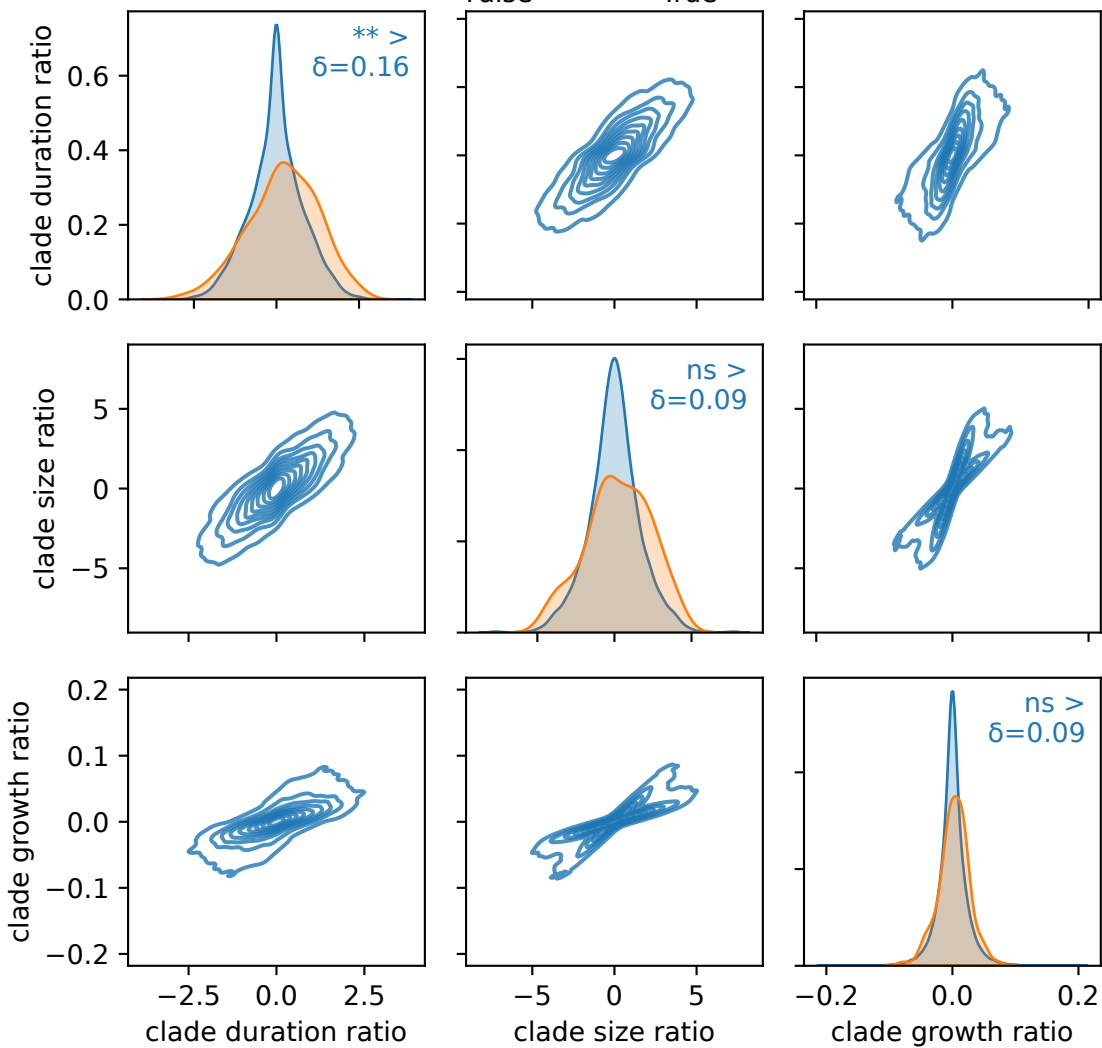 clade duration ratio
0.6
0.4
0.2
0.0
** >
δ=0.16
clade size ratio
5
0
−5
ns >
δ=0.09
clade growth ratio
0.2
0.1
0.0
−0.1
−0.2
ns >
δ=0.09
−2.5 0.0 2.5
−5 0 5
−0.2 0.0 0.2
clade duration ratio
clade size ratio
clade growth ratio